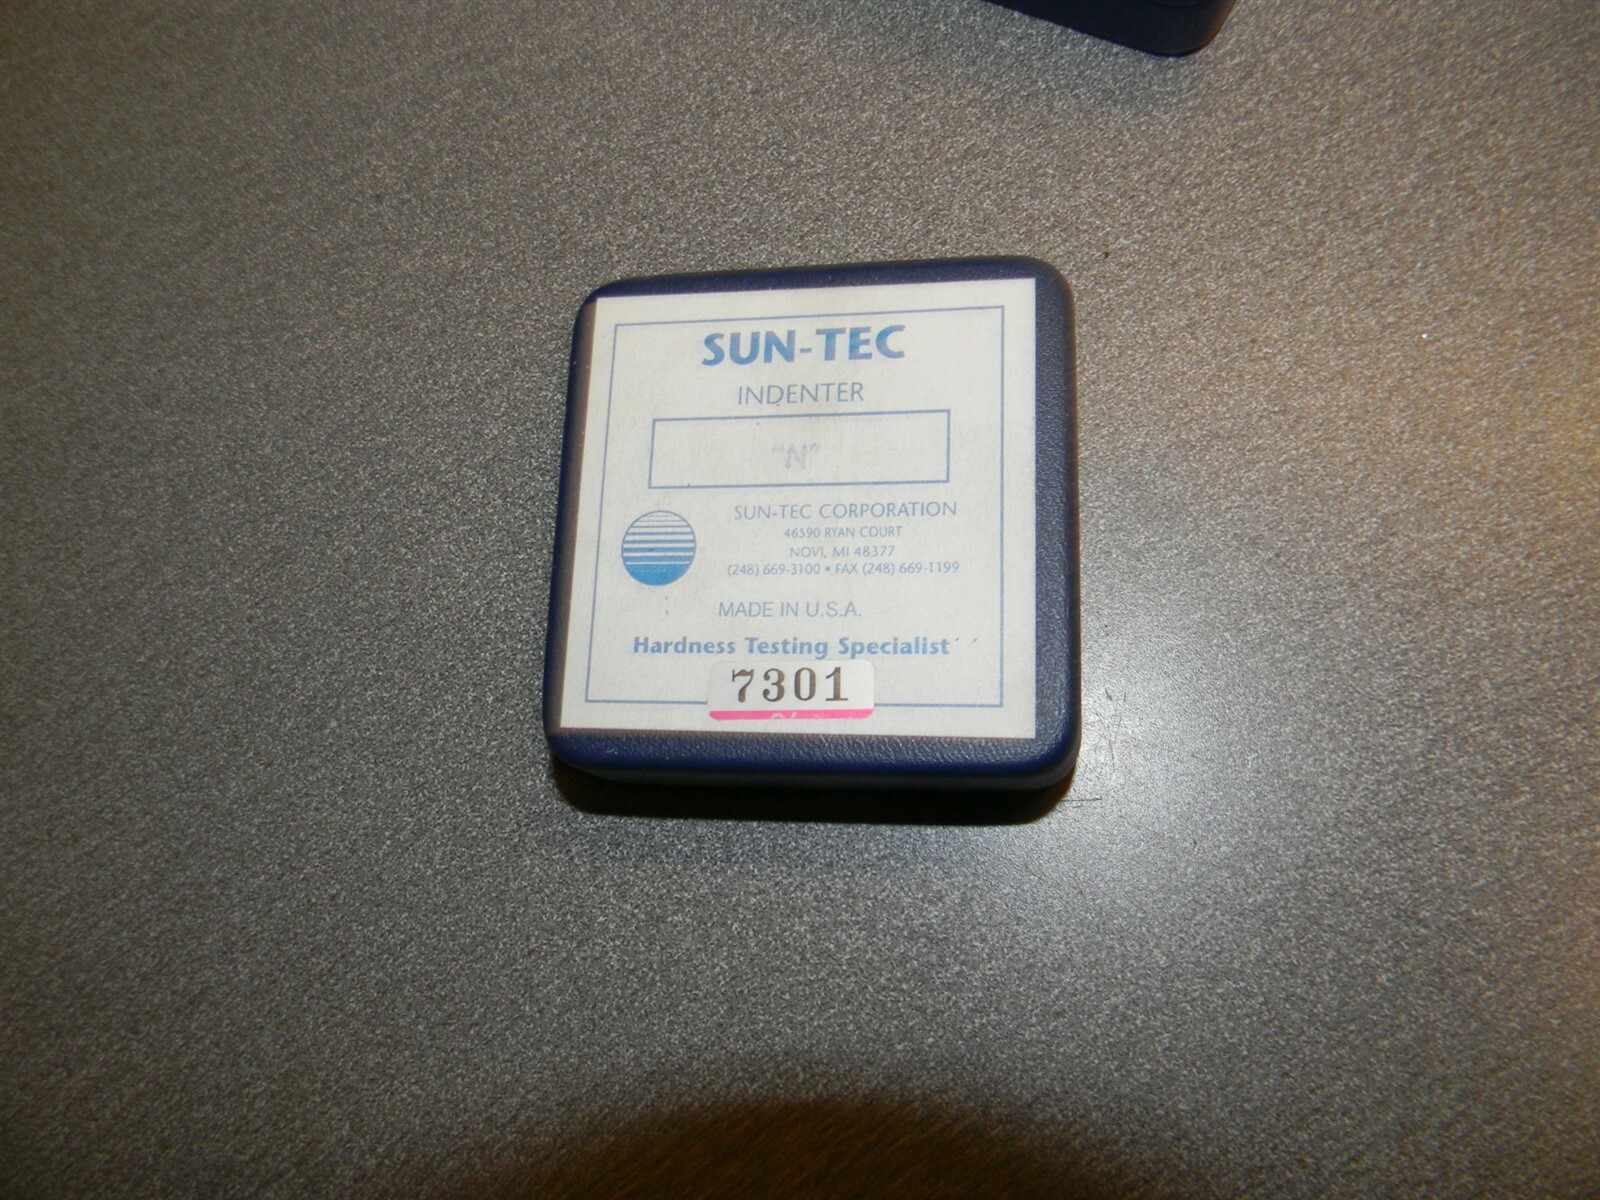 SUN-TEC
INDENTER
"N"
SUN-TEC CORPORATION
46590 RYAN COURT
NOVI, MI 48377
(248) 669-3100 • FAX (248) 669-1199
MADE IN U.S.A.
Hardness Testing Specialist
7301